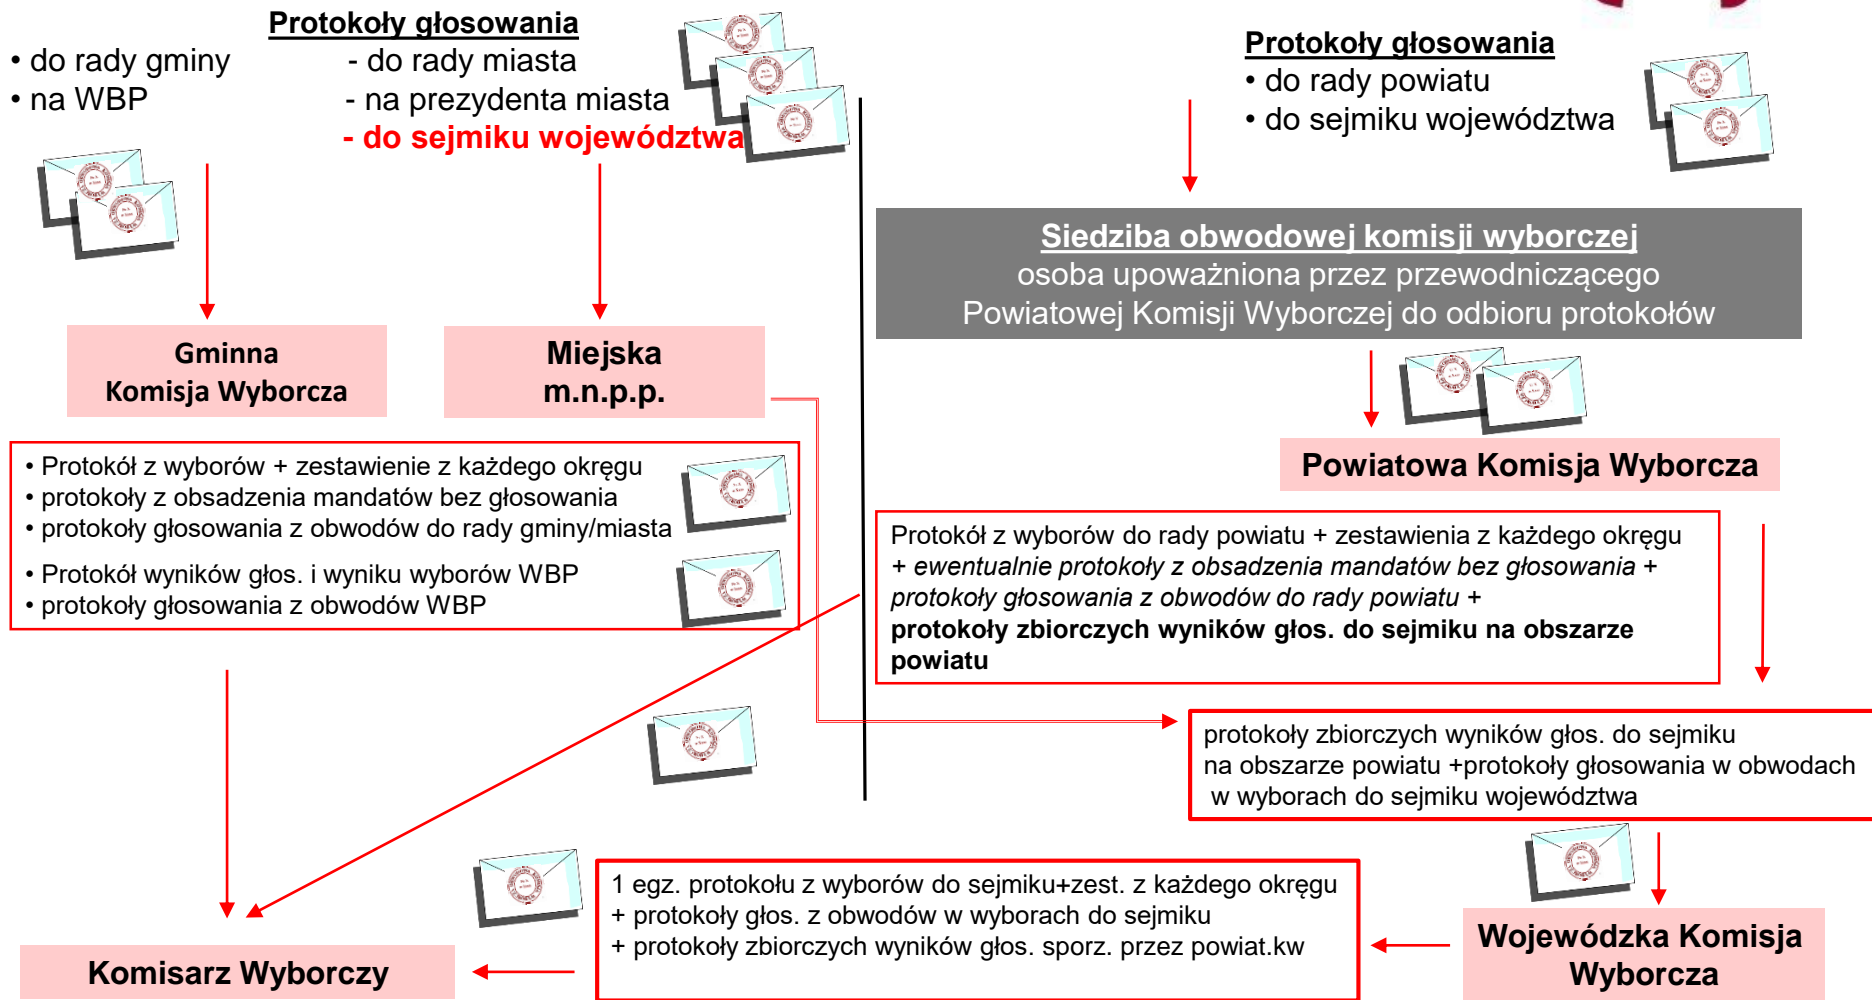 Protokoły głosowania
• do rady gminy
• na WBP
- do rady miasta
- na prezydenta miasta
- do sejmiku województwa
Protokoły głosowania
• do rady powiatu
• do sejmiku województwa
Siedziba obwodowej komisji wyborczej
osoba upoważniona przez przewodniczącego
Powiatowej Komisji Wyborczej do odbioru protokołów
Gminna
Komisja Wyborcza
Miejska
m.n.p.p.
Powiatowa Komisja Wyborcza
• Protokół z wyborów + zestawienie z każdego okręgu
• protokoły z obsadzenia mandatów bez głosowania
• protokoły głosowania z obwodów do rady gminy/miasta
• Protokół wyników głos. i wyniku wyborów WBP
• protokoły głosowania z obwodów WBP
Protokół z wyborów do rady powiatu + zestawienia z każdego okręgu
+ ewentualnie protokoły z obsadzenia mandatów bez głosowania +
protokoły głosowania z obwodów do rady powiatu +
protokoły zbiorczych wyników głos. do sejmiku na obszarze
powiatu
protokoły zbiorczych wyników głos. do sejmiku
na obszarze powiatu +protokoły głosowania w obwodach
w wyborach do sejmiku województwa
1 egz. protokołu z wyborów do sejmiku+zest. z każdego okręgu
+ protokoły głos. z obwodów w wyborach do sejmiku
+ protokoły zbiorczych wyników głos. sporz. przez powiat.kw
Wojewódzka Komisja
Wyborcza
Komisarz Wyborczy